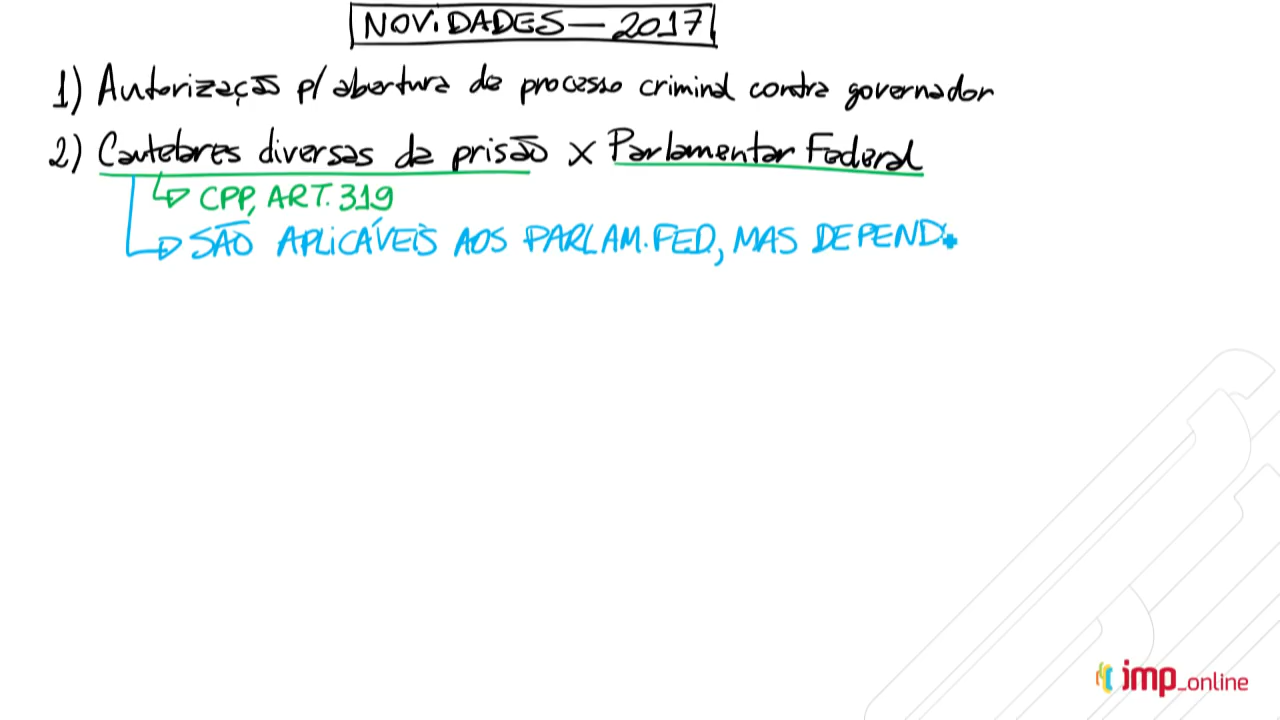 NOVIDADES — 2017
1) Autorização p/ abertura de processo criminal contra governador
2) Cautelares diversas da prisão x Parlamentar Federal
CPP, ART. 319
SÃO APLICÁVEIS AOS PARLAM. FED, MAS DEPEND
imp_online